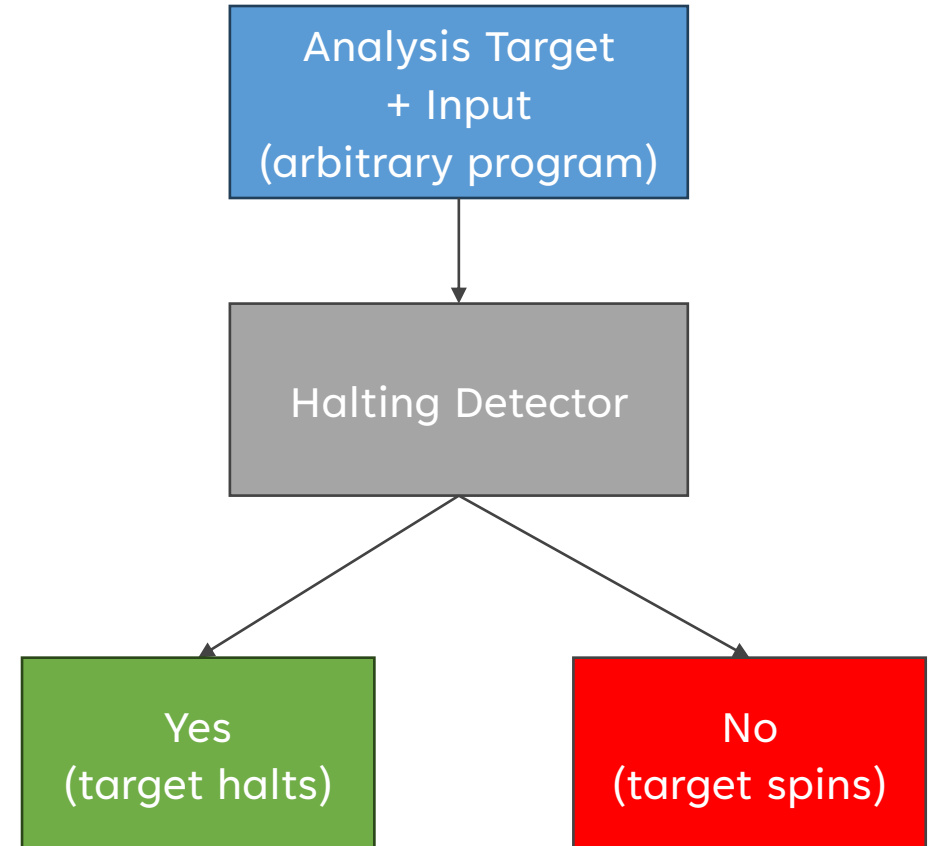 Analysis Target
+ Input
(arbitrary program)
Halting Detector
Yes
(target halts)
No
(target spins)